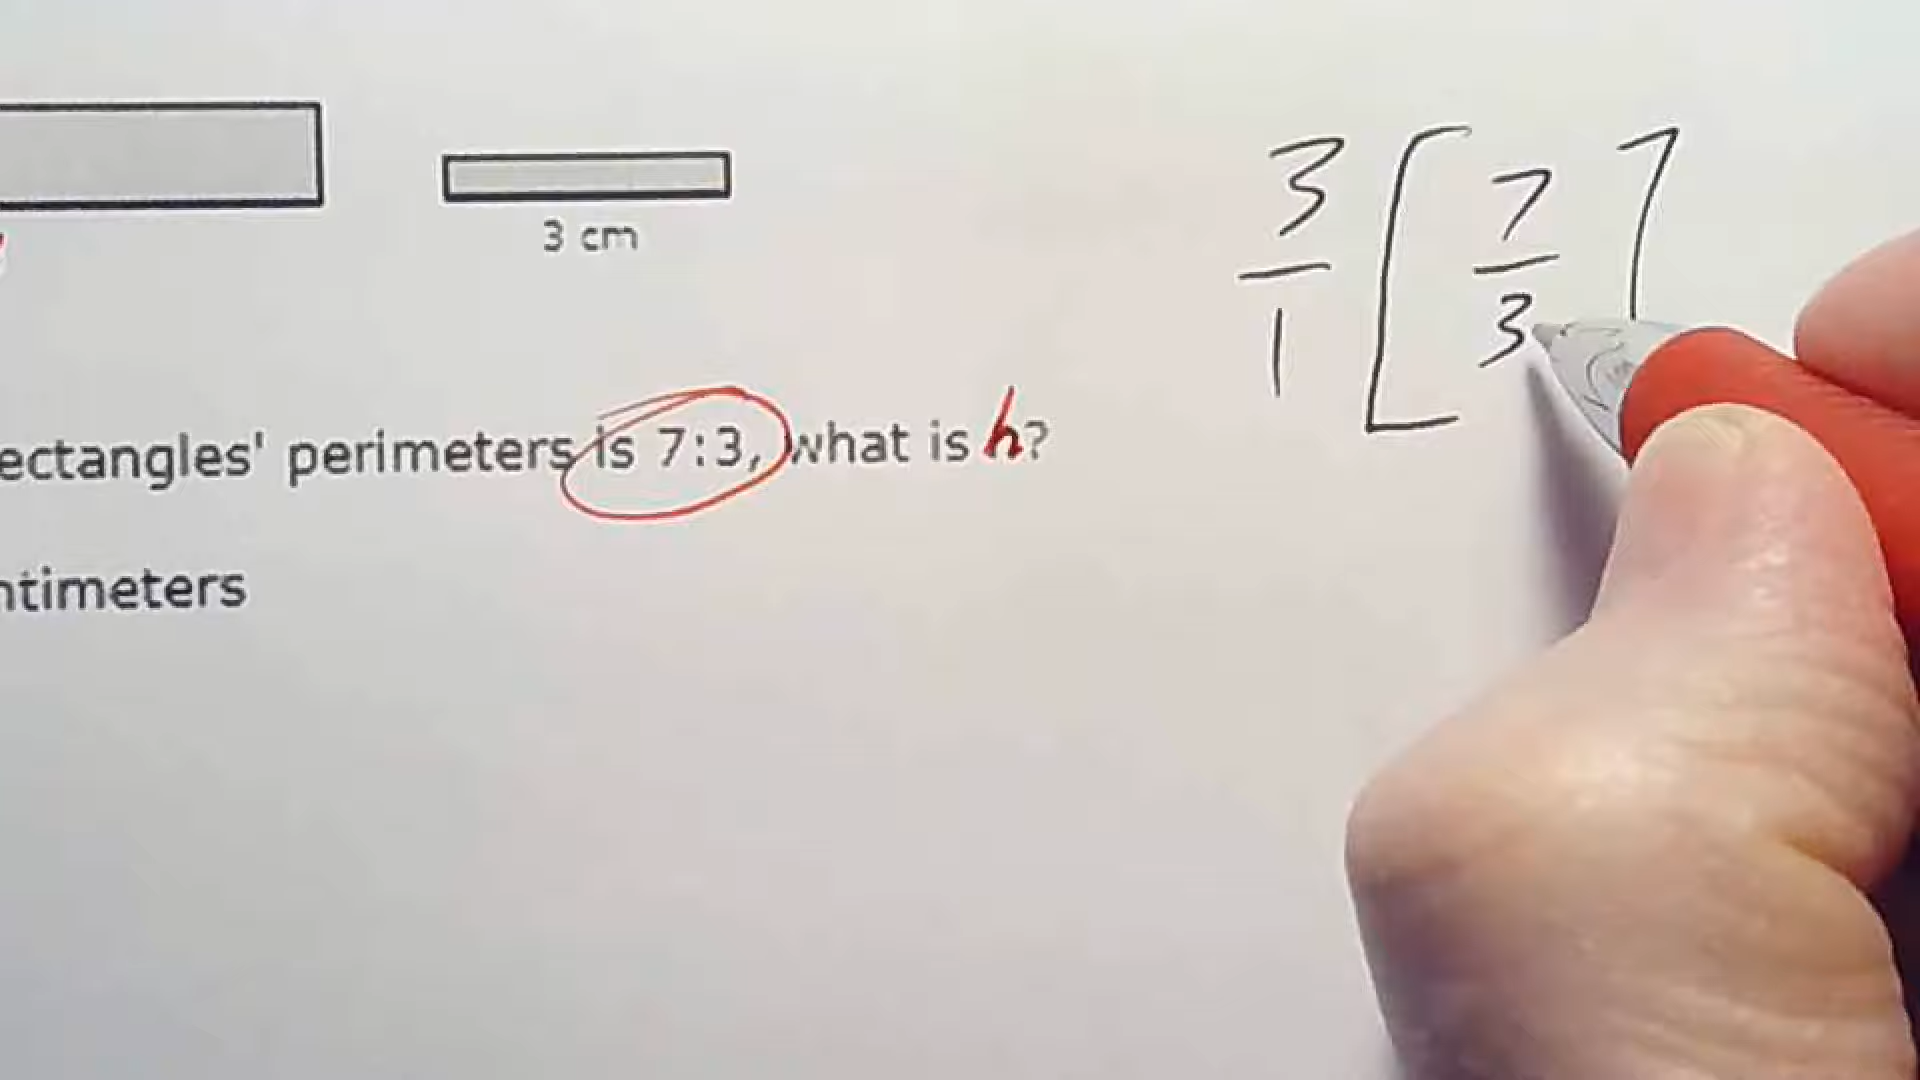 3 cm
3 [ 7 ]
1 3
ectangles' perimeters is 7:3, what is h?
ntimeters